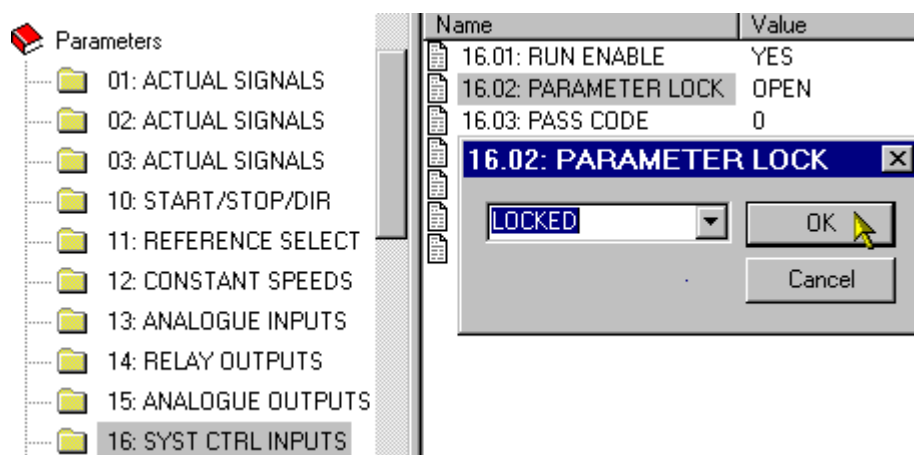 Parameters
01: ACTUAL SIGNALS
02: ACTUAL SIGNALS
03: ACTUAL SIGNALS
10: START/STOP/DIR
11: REFERENCE SELECT
12: CONSTANT SPEEDS
13: ANALOGUE INPUTS
14: RELAY OUTPUTS
15: ANALOGUE OUTPUTS
16: SYST CTRL INPUTS
Name Value
16.01: RUN ENABLE YES
16.02: PARAMETER LOCK OPEN
16.03: PASS CODE 0
16.02: PARAMETER LOCK
LOCKED OK
Cancel